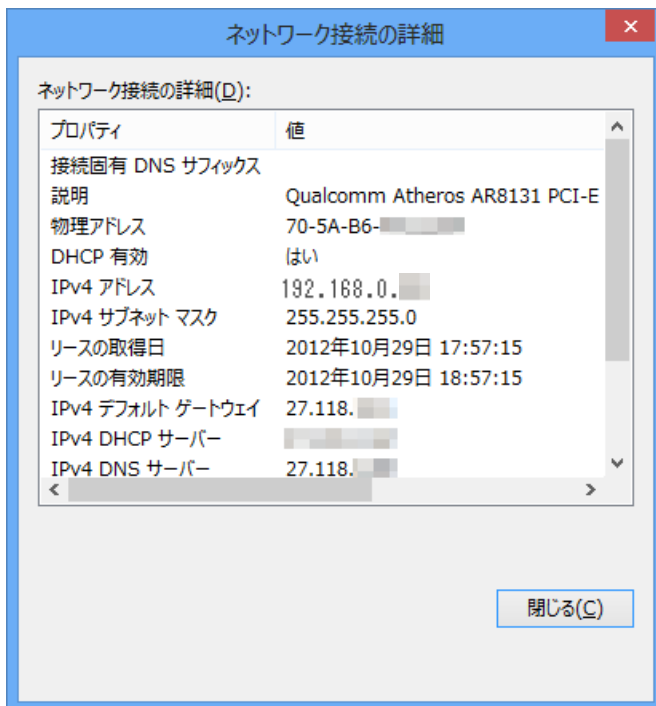 ネットワーク接続の詳細
ネットワーク接続の詳細(D):
プロパティ 値
接続固有 DNS サフィックス
説明 Qualcomm Atheros AR8131 PCI-E
物理アドレス 70-5A-B6-
DHCP 有効 はい
IPv4 アドレス 192.168.0.
IPv4 サブネット マスク 255.255.255.0
リースの取得日 2012年10月29日 17:57:15
リースの有効期限 2012年10月29日 18:57:15
IPv4 デフォルト ゲートウェイ 27.118.
IPv4 DHCP サーバー
IPv4 DNS サーバー 27.118.
閉じる(C)